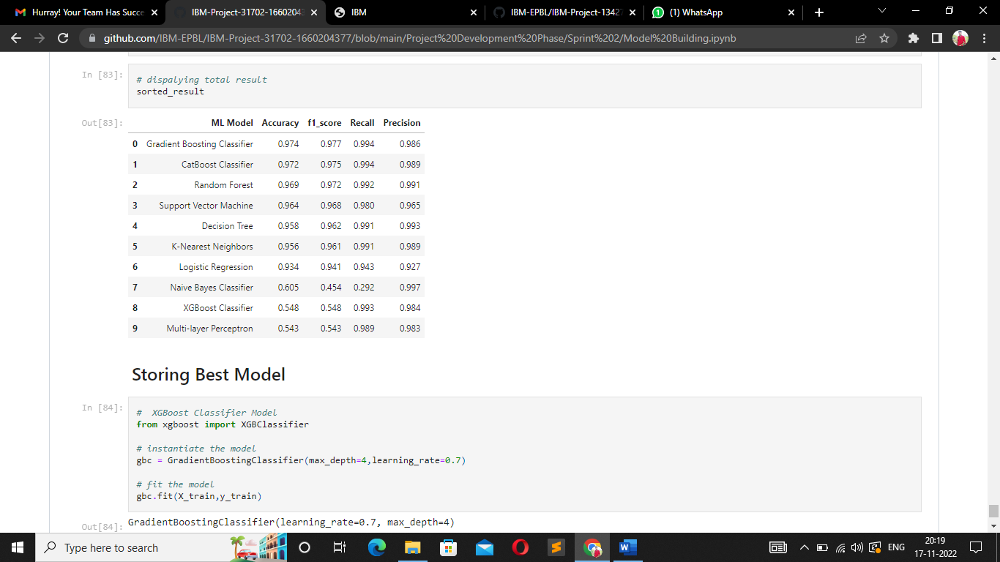 Hurray! Your Team Has Succe
IBM-Project-31702-16602043
IBM
IBM-EPBL/IBM-Project-1342
(1) WhatsApp
github.com/IBM-EPBL/IBM-Project-31702-1660204377/blob/main/Project%20Development%20Phase/Sprint%202/Model%20Building.ipynb
In [83]:
# dispalying total result
sorted_result
Out[83]:
ML Model Accuracy f1_score Recall Precision
0 Gradient Boosting Classifier 0.974 0.977 0.994 0.986
1 CatBoost Classifier 0.972 0.975 0.994 0.989
2 Random Forest 0.969 0.972 0.992 0.991
3 Support Vector Machine 0.964 0.968 0.980 0.965
4 Decision Tree 0.958 0.962 0.991 0.993
5 K-Nearest Neighbors 0.956 0.961 0.991 0.989
6 Logistic Regression 0.934 0.941 0.943 0.927
7 Naive Bayes Classifier 0.605 0.454 0.292 0.997
8 XGBoost Classifier 0.548 0.548 0.993 0.984
9 Multi-layer Perceptron 0.543 0.543 0.989 0.983
Storing Best Model
In [84]:
#  XGBoost Classifier Model
from xgboost import XGBClassifier
# instantiate the model
gbc = GradientBoostingClassifier(max_depth=4,learning_rate=0.7)
# fit the model
gbc.fit(X_train,y_train)
Out[84]:
GradientBoostingClassifier(learning_rate=0.7, max_depth=4)
Type here to search
ENG
20:19
17-11-2022